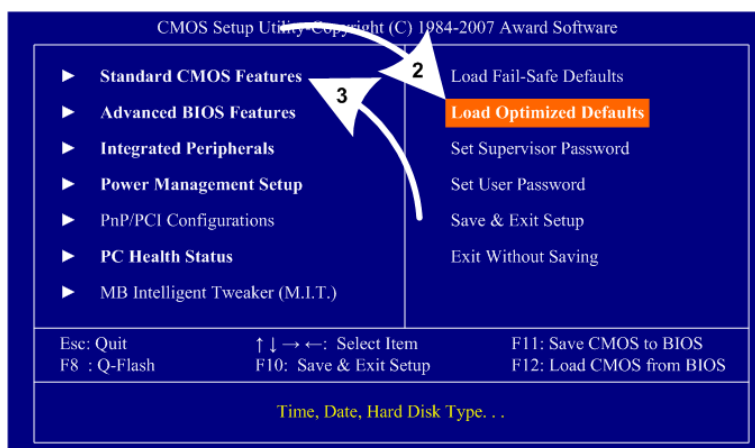 CMOS Setup Utility-Copyright (C) 1984-2007 Award Software
► Standard CMOS Features
► Advanced BIOS Features
► Integrated Peripherals
► Power Management Setup
► PnP/PCI Configurations
► PC Health Status
► MB Intelligent Tweaker (M.I.T.)
2
3
Load Fail-Safe Defaults
Load Optimized Defaults
Set Supervisor Password
Set User Password
Save & Exit Setup
Exit Without Saving
Esc: Quit ↑ ↓ → ←: Select Item F11: Save CMOS to BIOS
F8 : Q-Flash F10: Save & Exit Setup F12: Load CMOS from BIOS
Time, Date, Hard Disk Type. . .